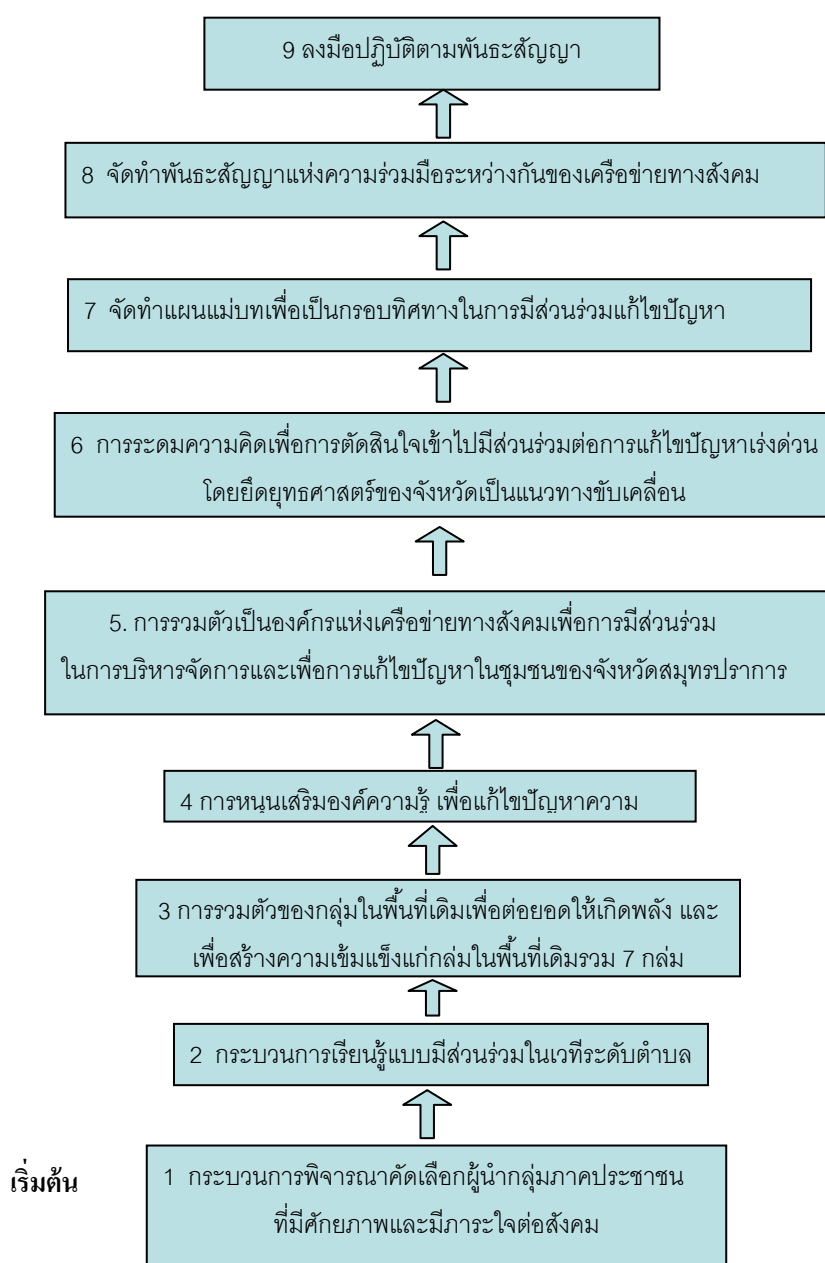 9 ลงมือปฏิบัติตามพันธะสัญญา
8 จัดทำพันธะสัญญาแห่งความร่วมมือระหว่างกันของเครือข่ายทางสังคม
7 จัดทำแผนแม่บทเพื่อเป็นกรอบทิศทางในการมีส่วนร่วมแก้ไขปัญหา
6 การระดมความคิดเพื่อการตัดสินใจเข้าไปมีส่วนร่วมต่อการแก้ไขปัญหาเร่งด่วน
โดยยึดยุทธศาสตร์ของจังหวัดเป็นแนวทางขับเคลื่อน
5. การรวมตัวเป็นองค์กรแห่งเครือข่ายทางสังคมเพื่อการมีส่วนร่วม
ในการบริหารจัดการและเพื่อการแก้ไขปัญหาในชุมชนของจังหวัดสมุทรปราการ
4 การหนุนเสริมองค์ความรู้ เพื่อแก้ไขปัญหาความ
3 การรวมตัวของกลุ่มในพื้นที่เดิมเพื่อต่อยอดให้เกิดพลัง และ
เพื่อสร้างความเข้มแข็งแก่กลุ่มในพื้นที่เดิมรวม 7 กลุ่ม
2 กระบวนการเรียนรู้แบบมีส่วนร่วมในเวทีระดับตำบล
เริ่มต้น
1 กระบวนการพิจารณาคัดเลือกผู้นำกลุ่มภาคประชาชน
ที่มีศักยภาพและมีภาระใจต่อสังคม